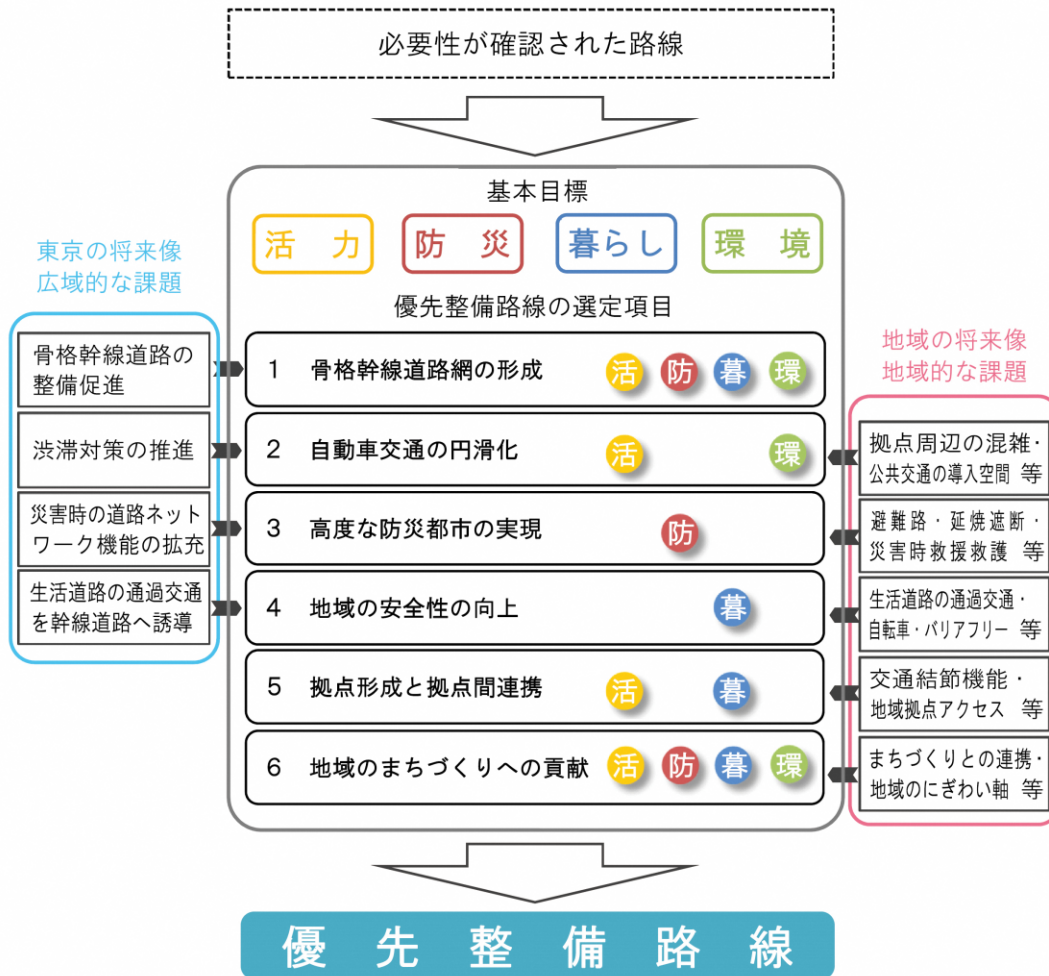 必要性が確認された路線
基本目標
活力
防災
暮らし
環境
優先整備路線の選定項目
東京の将来像
広域的な課題
骨格幹線道路の
整備促進
渋滞対策の推進
災害時の道路ネット
ワーク機能の拡充
生活道路の通過交通
を幹線道路へ誘導
1 骨格幹線道路網の形成 活 防 暮 環
2 自動車交通の円滑化 活 環
3 高度な防災都市の実現 防
4 地域の安全性の向上 暮
5 拠点形成と拠点間連携 活 暮
6 地域のまちづくりへの貢献 活 防 暮 環
地域の将来像
地域的な課題
拠点周辺の混雑・
公共交通の導入空間 等
避難路・延焼遮断・
災害時救援救護 等
生活道路の通過交通・
自転車・バリアフリー 等
交通結節機能・
地域拠点アクセス 等
まちづくりとの連携・
地域のにぎわい軸 等
優先整備路線